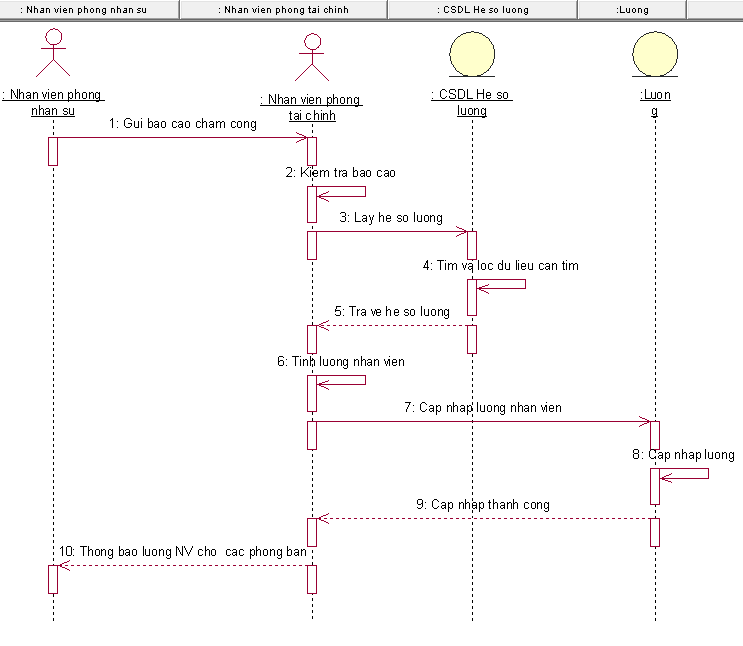 : Nhan vien phong nhan su
: Nhan vien phong tai chinh
: CSDL He so luong
:Luong
: Nhan vien phong
nhan su
: Nhan vien phong
tai chinh
: CSDL He so
luong
:Luon
g
1: Gui bao cao cham cong
2: Kiem tra bao cao
3: Lay he so luong
4: Tim va loc du lieu can tim
5: Tra ve he so luong
6: Tinh luong nhan vien
7: Cap nhap luong nhan vien
8: Cap nhap luong
9: Cap nhap thanh cong
10: Thong bao luong NV cho cac phong ban